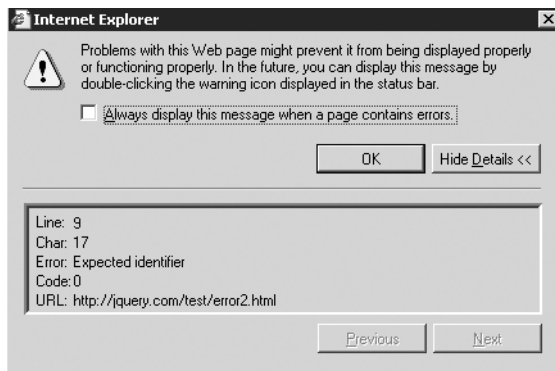 Internet Explorer
Problems with this Web page might prevent it from being displayed properly
or functioning properly. In the future, you can display this message by
double-clicking the warning icon displayed in the status bar.
Always display this message when a page contains errors.
OK
Hide Details <<
Line: 9
Char: 17
Error: Expected identifier
Code:0
URL: http://jquery.com/test/error2.html
Previous
Next